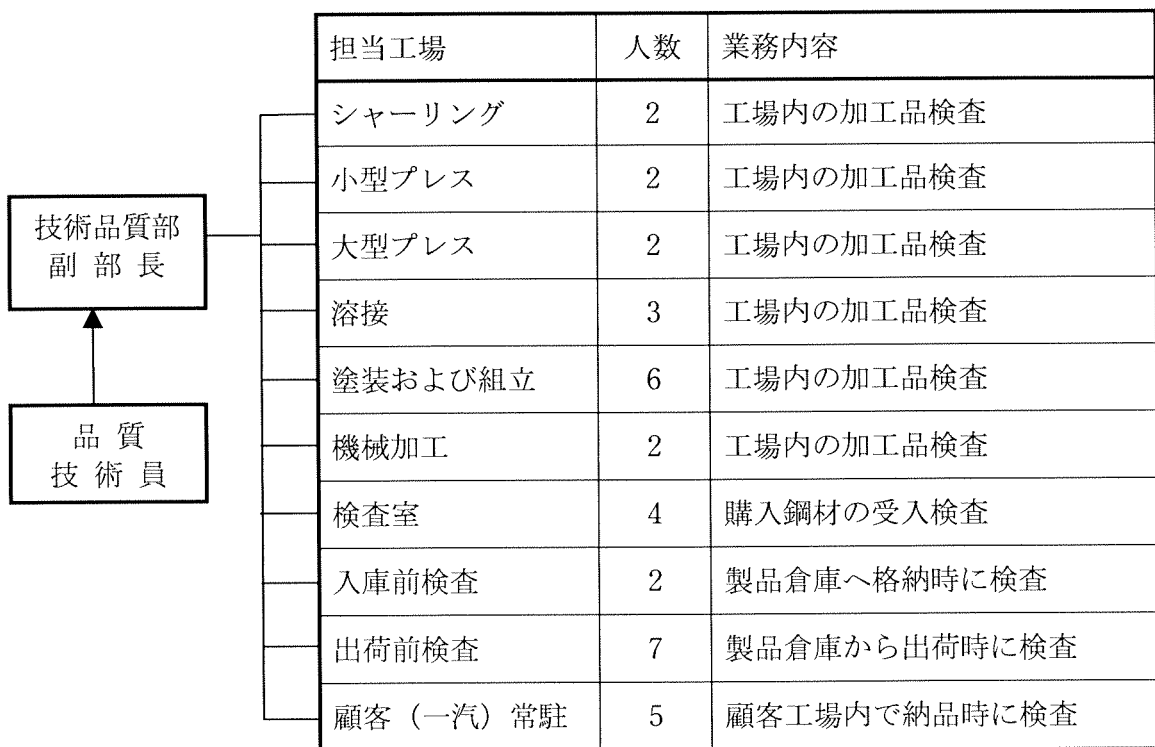 担当工場 人数 業務内容
シャーリング 2 工場内の加工品検査
小型プレス 2 工場内の加工品検査
大型プレス 2 工場内の加工品検査
溶接 3 工場内の加工品検査
塗装および組立 6 工場内の加工品検査
機械加工 2 工場内の加工品検査
検査室 4 購入鋼材の受入検査
入庫前検査 2 製品倉庫へ格納時に検査
出荷前検査 7 製品倉庫から出荷時に検査
顧客（一汽）常駐 5 顧客工場内で納品時に検査
技術品質部
副 部 長
品 質
技 術 員